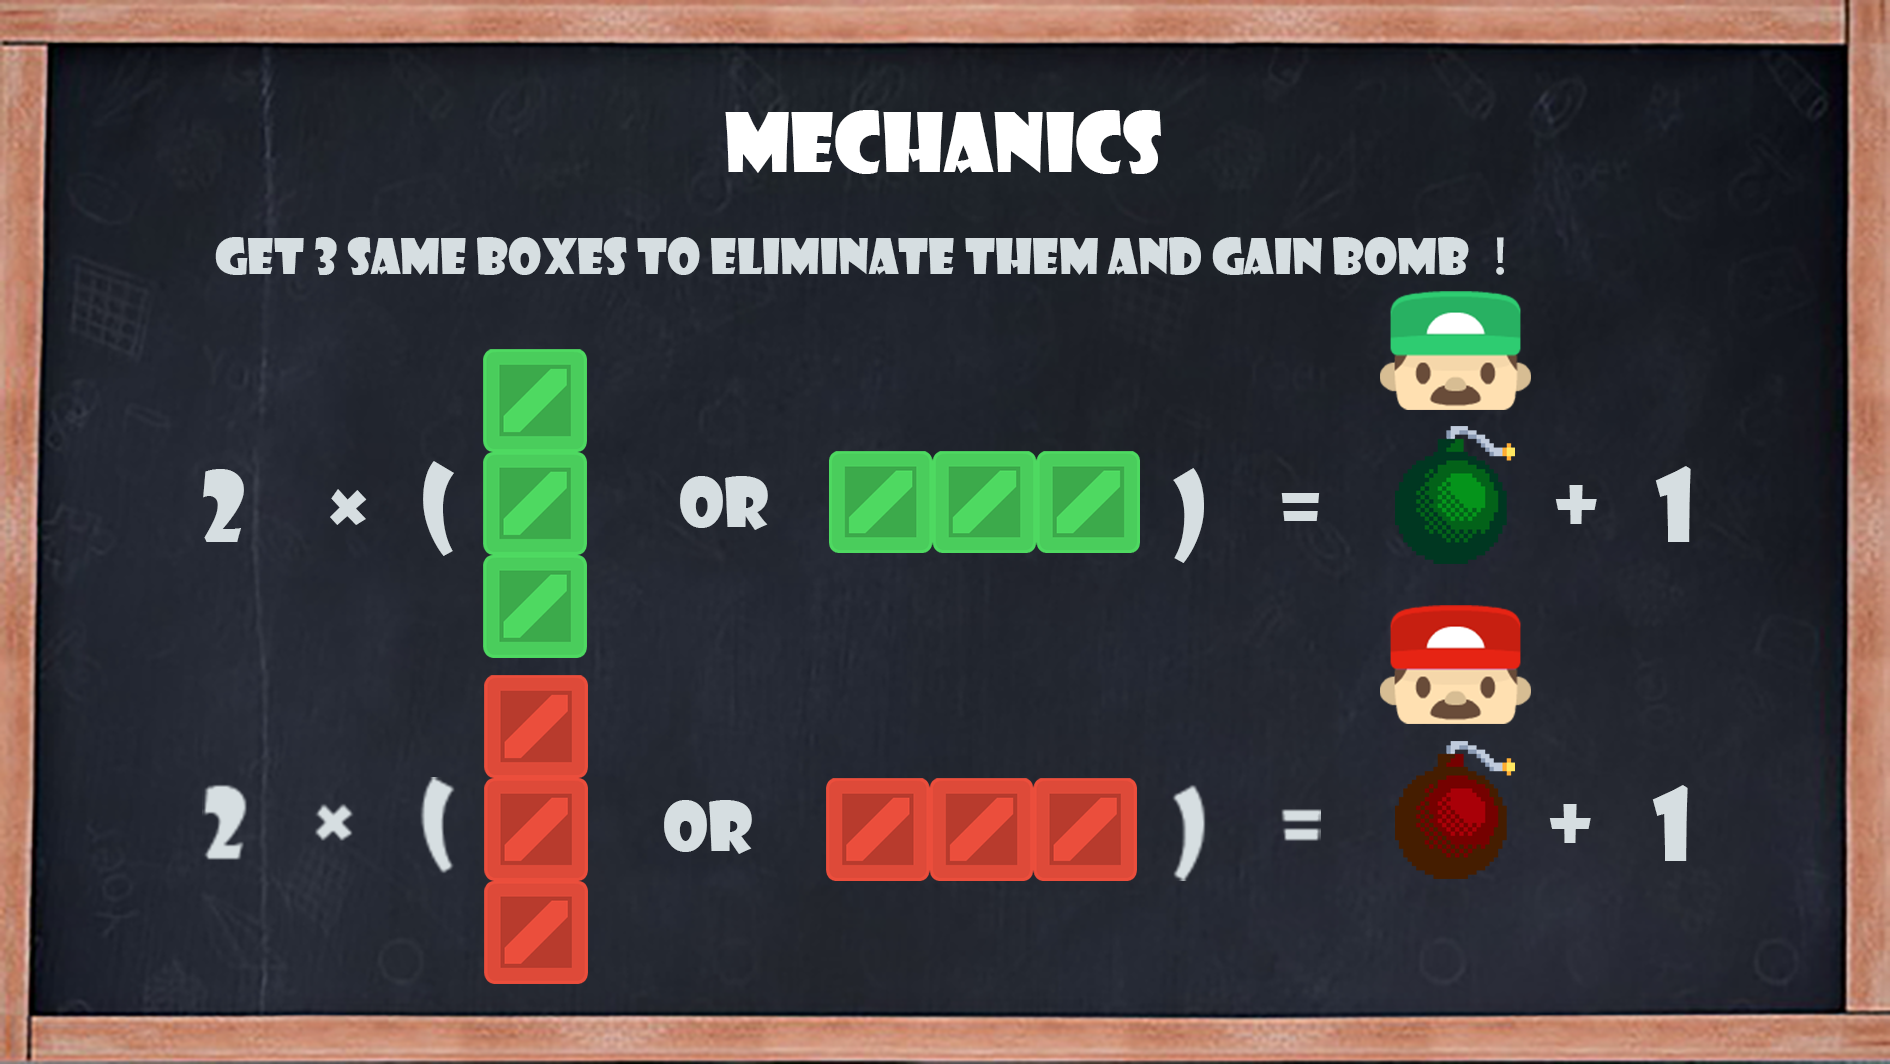 MECHANICS
GET 3 SAME BOXES TO ELIMINATE THEM AND GAIN BOMB !
2 × ( OR ) = + 1
2 × ( OR ) = + 1